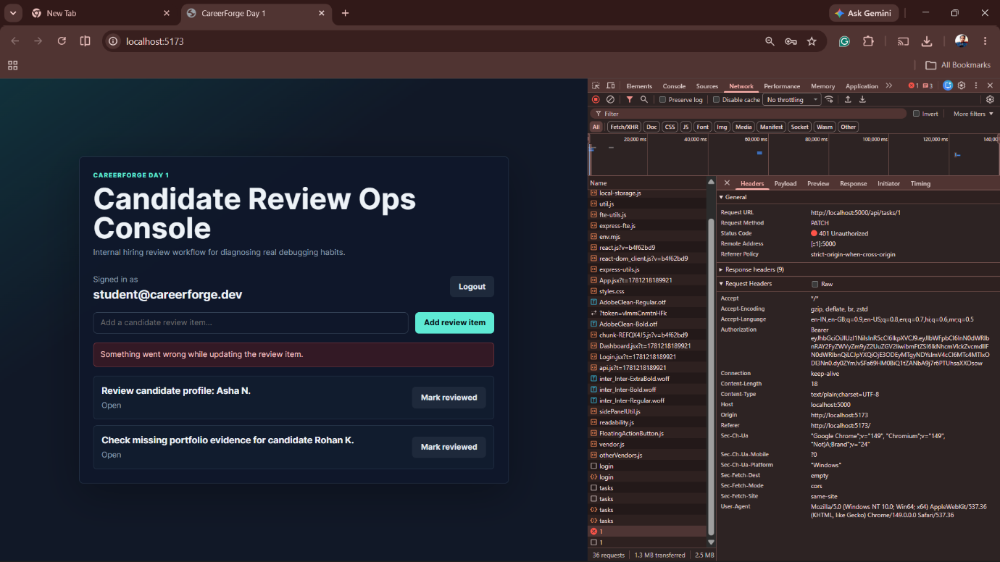 New Tab
CareerForge Day 1
Ask Gemini
localhost:5173
All Bookmarks
CAREERFORGE DAY 1
Candidate Review Ops
Console
Internal hiring review workflow for diagnosing real debugging habits.
Signed in as
student@careerforge.dev
Logout
Add a candidate review item...
Add review item
Something went wrong while updating the review item.
Review candidate profile: Asha N.
Open
Mark reviewed
Check missing portfolio evidence for candidate Rohan K.
Open
Mark reviewed
Elements Console Sources Network Performance Memory Application 1 3
Preserve log Disable cache No throttling
Filter Invert More filters
All Fetch/XHR Doc CSS JS Font Img Media Manifest Socket Wasm Other
20,000 ms 40,000 ms 60,000 ms 80,000 ms 100,000 ms 120,000 ms 140,0
Name
local-storage.js
util.js
fte-utils.js
express-fte.js
env.mjs
react.js?v=b4f62bd9
react-dom_client.js?v=b4f62bd9
express-utils.js
App.jsx?t=1781218189921
styles.css
AdobeClean-Regular.otf
?token=vImmCnmtnHFk
AdobeClean-Bold.otf
chunk-REFQX4J5.js?v=b4f62bd9
Dashboard.jsx?t=1781218189921
Login.jsx?t=1781218189921
api.js?t=1781218189921
inter_Inter-ExtraBold.woff
inter_Inter-Bold.woff
inter_Inter-Regular.woff
sidePanelUtil.js
readability.js
FloatingActionButton.js
vendor.js
otherVendors.js
login
login
tasks
tasks
tasks
tasks
1
1
36 requests 1.3 MB transferred 2.5 MB
Headers Payload Preview Response Initiator Timing
General
Request URL http://localhost:5000/api/tasks/1
Request Method PATCH
Status Code 401 Unauthorized
Remote Address [::1]:5000
Referrer Policy strict-origin-when-cross-origin
Response headers (9)
Request Headers Raw
Accept */*
Accept-Encoding gzip, deflate, br, zstd
Accept-Language en-IN,en-GB;q=0.9,en-US;q=0.8,en;q=0.7,hi;q=0.6,mr;q=0.5
Authorization Bearer
Connection keep-alive
Content-Length 18
Content-Type text/plain;charset=UTF-8
Host localhost:5000
Origin http://localhost:5173
Referer http://localhost:5173/
Sec-Ch-Ua "Google Chrome";v="149", "Chromium";v="149",
"Not)A;Brand";v="24"
Sec-Ch-Ua-Mobile ?0
Sec-Ch-Ua-Platform "Windows"
Sec-Fetch-Dest empty
Sec-Fetch-Mode cors
Sec-Fetch-Site same-site
User-Agent Mozilla/5.0 (Windows NT 10.0; Win64; x64) AppleWebKit/537.36
(KHTML, like Gecko) Chrome/149.0.0.0 Safari/537.36